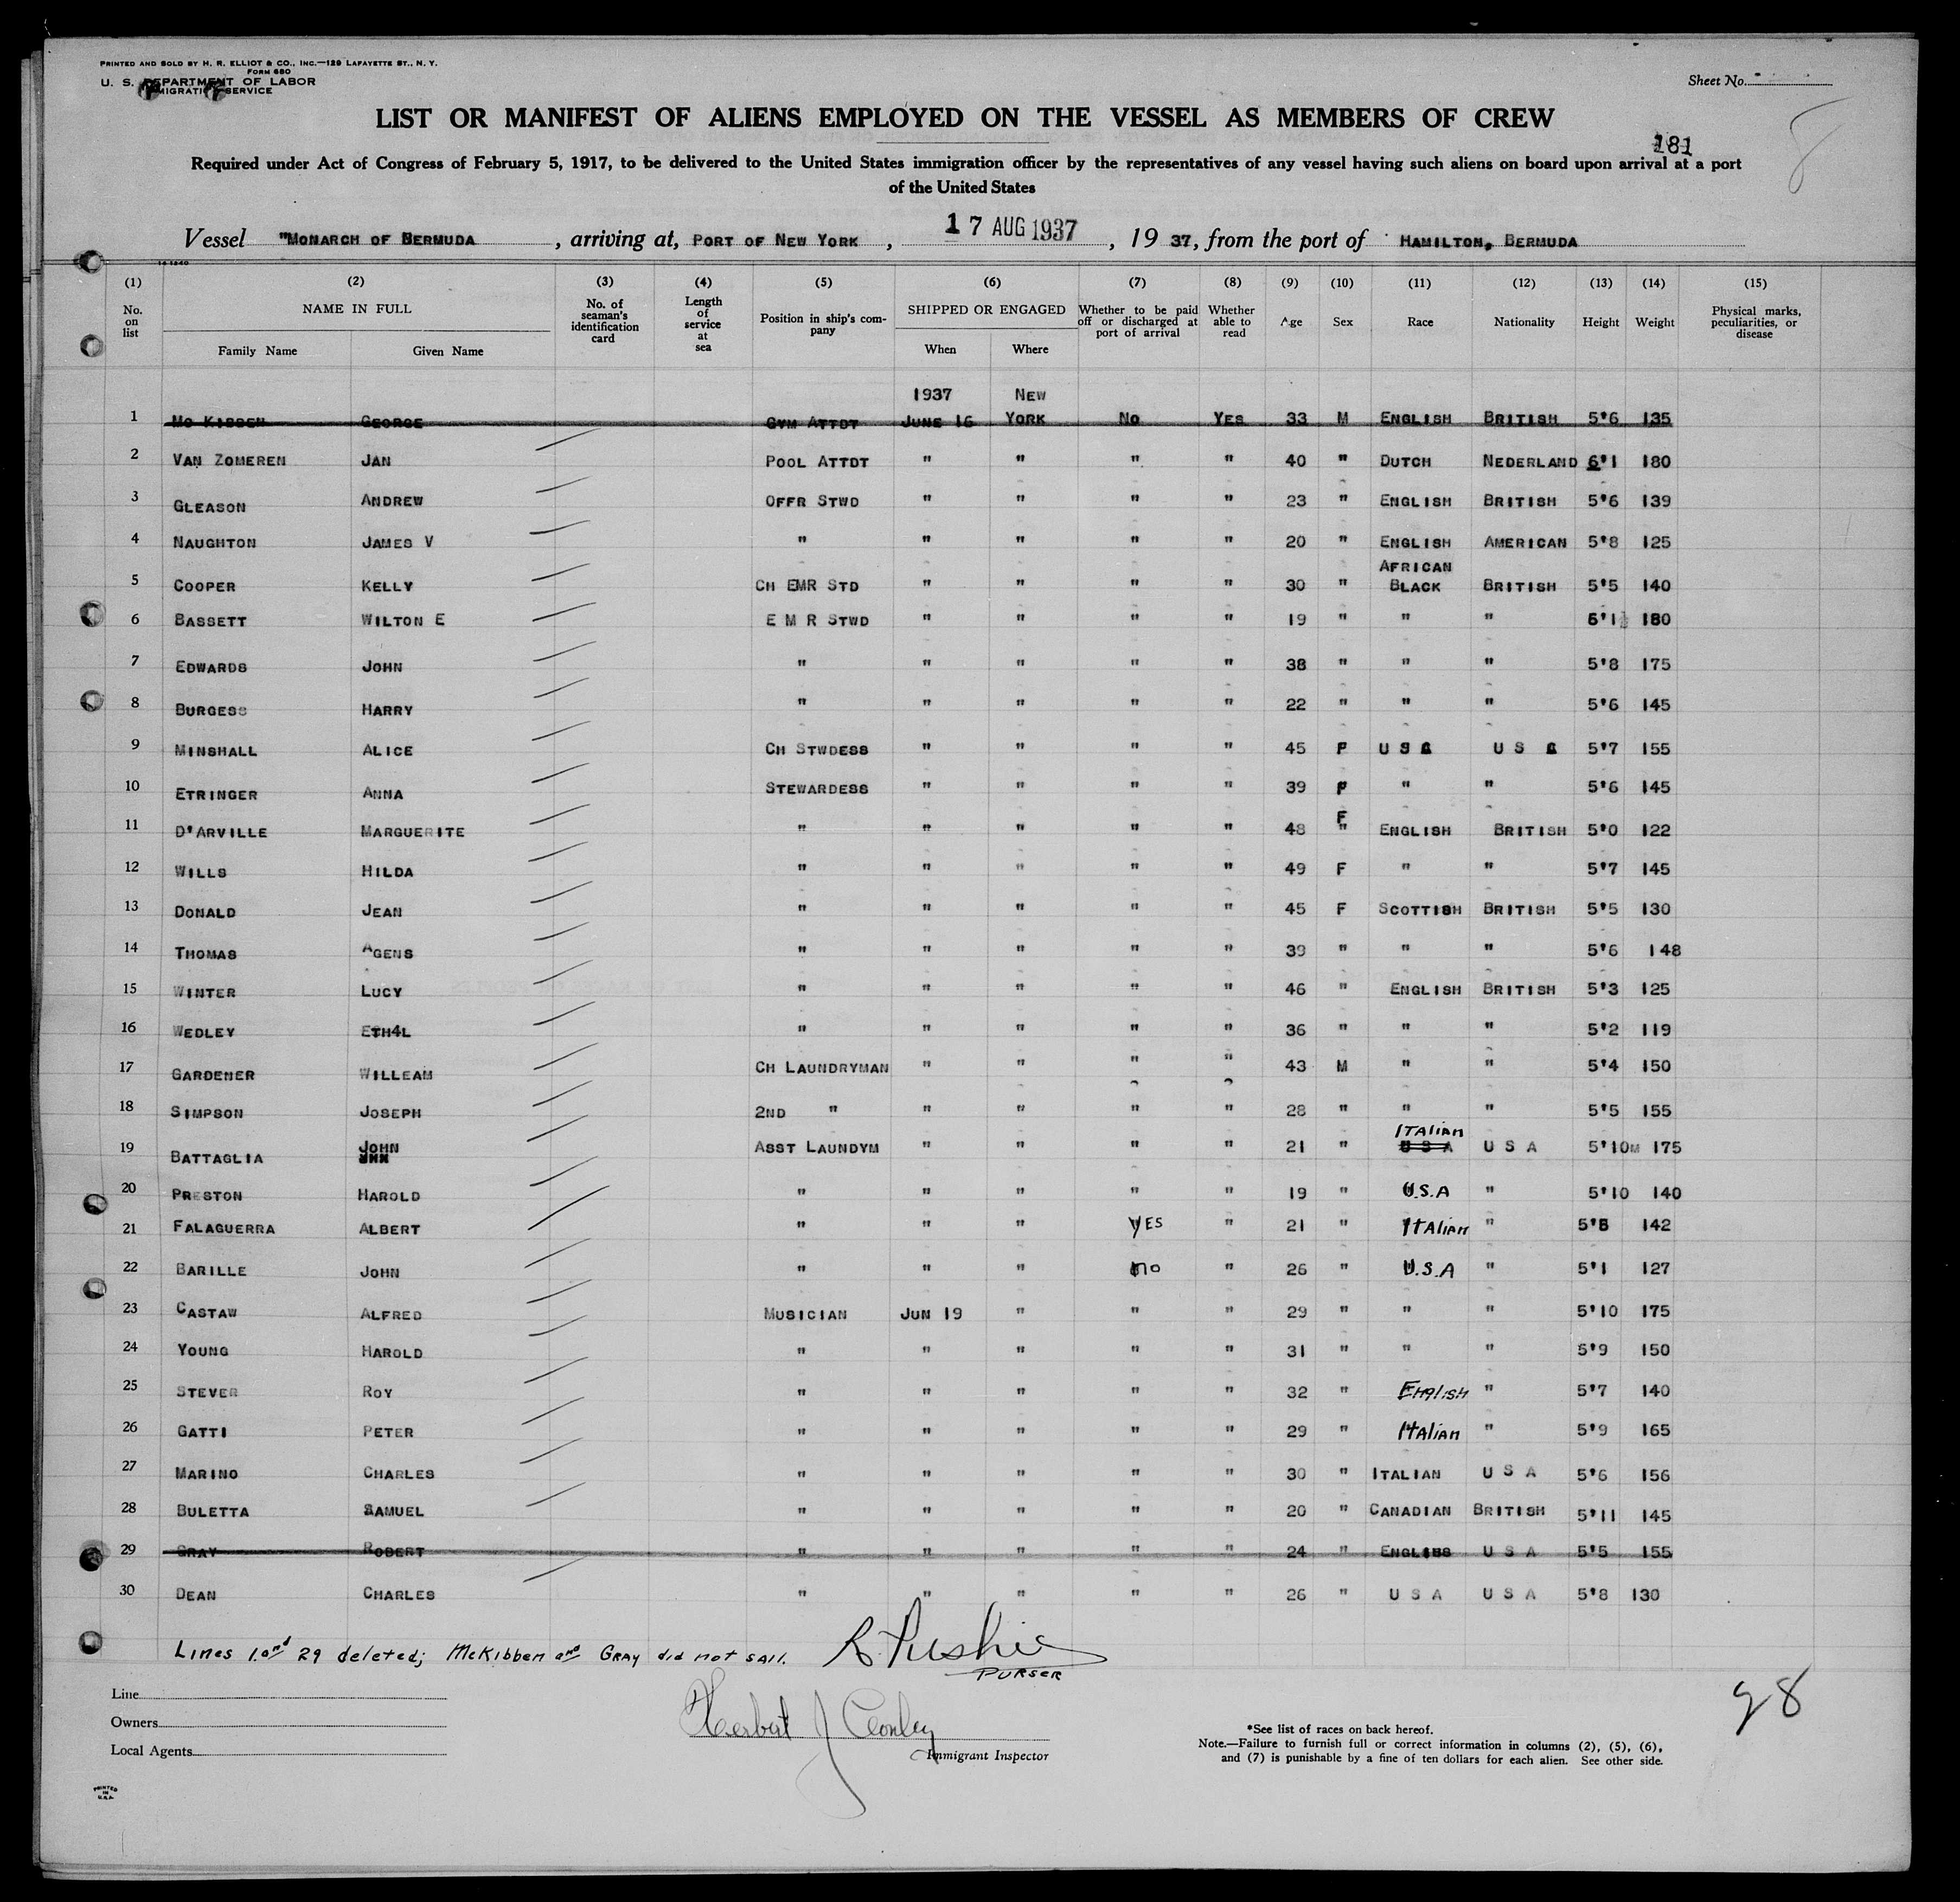 PRINTED AND SOLD BY H. R. ELLIOT & CO., INC.—129 LAFAYETTE ST., N. Y.
FORM 680
U. S. DEPARTMENT OF LABOR
IMMIGRATION SERVICE
Sheet No.
LIST OR MANIFEST OF ALIENS EMPLOYED ON THE VESSEL AS MEMBERS OF CREW
181
8
Required under Act of Congress of February 5, 1917, to be delivered to the United States immigration officer by the representatives of any vessel having such aliens on board upon arrival at a port
of the United States
Vessel "MONARCH OF BERMUDA , arriving at, PORT OF NEW YORK , 17 AUG 1937 , 19 37, from the port of HAMILTON, BERMUDA
(1) (2) (3) (4) (5) (6) (7) (8) (9) (10) (11) (12) (13) (14) (15)
No. on list NAME IN FULL Family Name Given Name No. of seaman's identification card Length of service at sea Position in ship's company SHIPPED OR ENGAGED When Where Whether to be paid off or discharged at port of arrival Whether able to read Age Sex Race Nationality Height Weight Physical marks, peculiarities, or disease
1937 NEW
1 MC KIBBEN GEORGE GYM ATTDT JUNE 16 YORK NO YES 33 M ENGLISH BRITISH 5'6 135
2 VAN ZOMEREN JAN POOL ATTDT " " " " 40 " DUTCH NEDERLAND 6'1 180
3 GLEASON ANDREW OFFR STWD " " " " 23 " ENGLISH BRITISH 5'6 139
4 NAUGHTON JAMES V " " " " " 20 " ENGLISH AMERICAN 5'8 125
5 COOPER KELLY CH EMR STD " " " " 30 " AFRICAN BLACK BRITISH 5'5 140
6 BASSETT WILTON E E M R STWD " " " " 19 " " " 6'1½ 180
7 EDWARDS JOHN " " " " " 38 " " " 5'8 175
8 BURGESS HARRY " " " " " 22 " " " 5'6 145
9 MINSHALL ALICE CH STWDESS " " " " 45 F U S A U S A 5'7 155
10 ETRINGER ANNA STEWARDESS " " " " 39 F " " 5'6 145
11 D'ARVILLE MARGUERITE " " " " " 48 F " ENGLISH BRITISH 5'0 122
12 WILLS HILDA " " " " " 49 F " " 5'7 145
13 DONALD JEAN " " " " " 45 F SCOTTISH BRITISH 5'5 130
14 THOMAS AGENS " " " " " 39 " " " 5'6 148
15 WINTER LUCY " " " " " 46 " ENGLISH BRITISH 5'3 125
16 WEDLEY ETH4L " " " " " 36 " " " 5'2 119
17 GARDENER WILLEAM CH LAUNDRYMAN " " " " 43 M " " 5'4 150
18 SIMPSON JOSEPH 2ND " " " " " 28 " " " 5'5 155
19 BATTAGLIA JOHN ASST LAUNDYM " " " " 21 " ITALIAN U S A U S A 5'10 175
20 PRESTON HAROLD " " " " " 19 " U.S.A " 5'10 140
21 FALAGUERRA ALBERT " " " YES " 21 " ITALIAN " 5'8 142
22 BARILLE JOHN " " " NO " 26 " U.S.A " 5'1 127
23 CASTAW ALFRED MUSICIAN JUN 19 " " " 29 " " " 5'10 175
24 YOUNG HAROLD " " " " " 31 " " " 5'9 150
25 STEVER ROY " " " " " 32 " English " 5'7 140
26 GATTI PETER " " " " " 29 " Italian " 5'9 165
27 MARINO CHARLES " " " " " 30 " ITALIAN U S A 5'6 156
28 BULETTA SAMUEL " " " " " 20 " CANADIAN BRITISH 5'11 145
29 GRAY ROBERT " " " " " 24 " U S A 5'5 155
30 DEAN CHARLES " " " " " 26 " U S A U S A 5'8 130
Lines 1 and 29 deleted; McKibben and Gray did not sail.
PURSER
Line
Owners
Local Agents
Herbert J Conley
Immigrant Inspector
*See list of races on back hereof.
Note.—Failure to furnish full or correct information in columns (2), (5), (6),
and (7) is punishable by a fine of ten dollars for each alien. See other side.
28
PRINTED
IN
U.S.A.